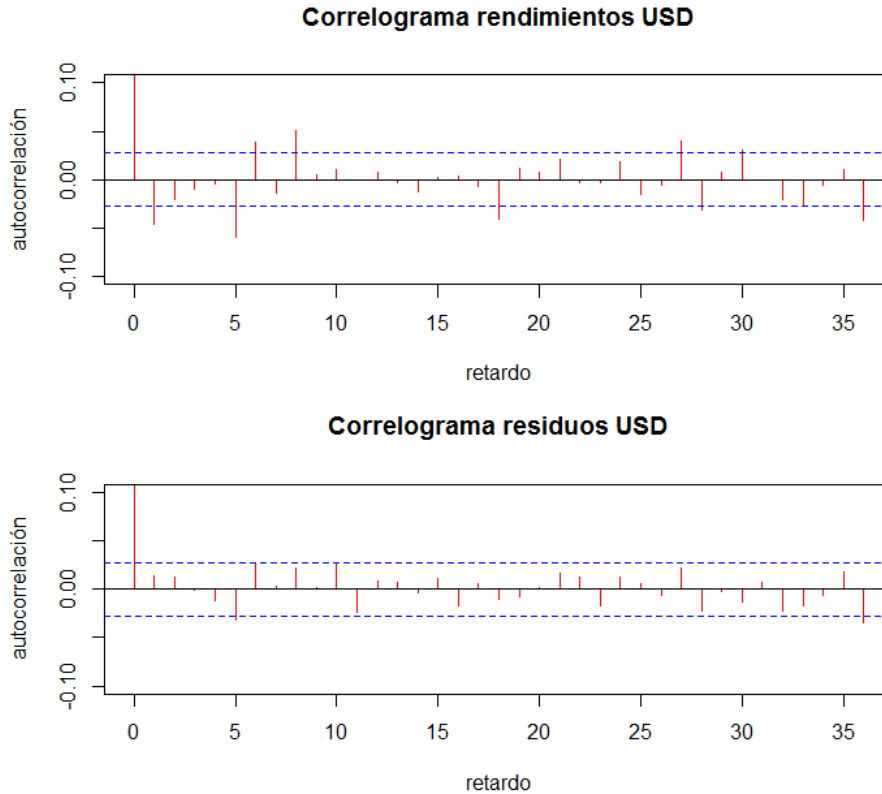 Correlograma rendimientos USD
autocorrelación
0.10
0.00
-0.10
0 5 10 15 20 25 30 35
retardo
Correlograma residuos USD
autocorrelación
0.10
0.00
-0.10
0 5 10 15 20 25 30 35
retardo